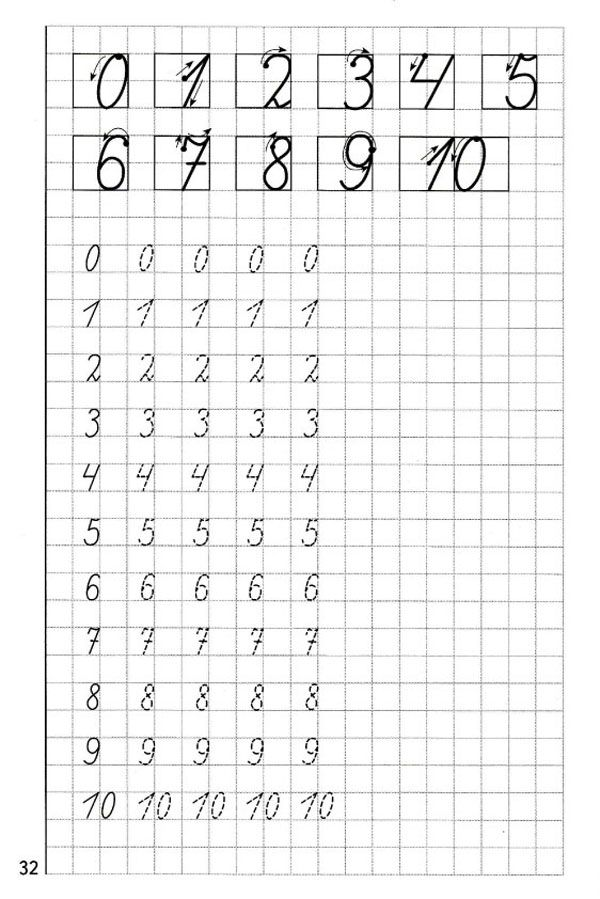 0 1 2 3 4 5
6 7 8 9 10
0 0 0 0 0
1 1 1 1 1
2 2 2 2 2
3 3 3 3 3
4 4 4 4 4
5 5 5 5 5
6 6 6 6 6
7 7 7 7 7
8 8 8 8 8
9 9 9 9 9
10 10 10 10 10
32